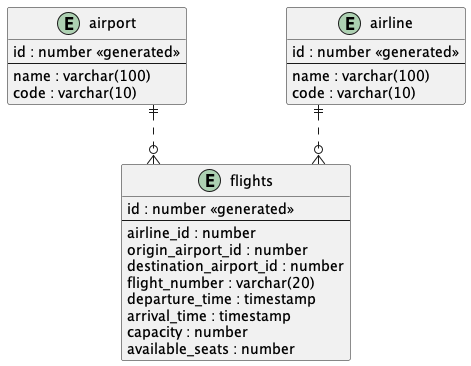 E airport
id : number «generated»
name : varchar(100)
code : varchar(10)
E airline
id : number «generated»
name : varchar(100)
code : varchar(10)
E flights
id : number «generated»
airline_id : number
origin_airport_id : number
destination_airport_id : number
flight_number : varchar(20)
departure_time : timestamp
arrival_time : timestamp
capacity : number
available_seats : number